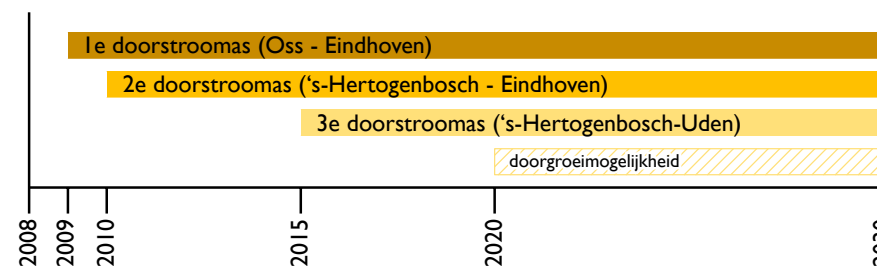 1e doorstroomas (Oss - Eindhoven)
2e doorstroomas (‘s-Hertogenbosch - Eindhoven)
3e doorstroomas (‘s-Hertogenbosch-Uden)
doorgroeimogelijkheid
2008
2009
2010
2015
2020